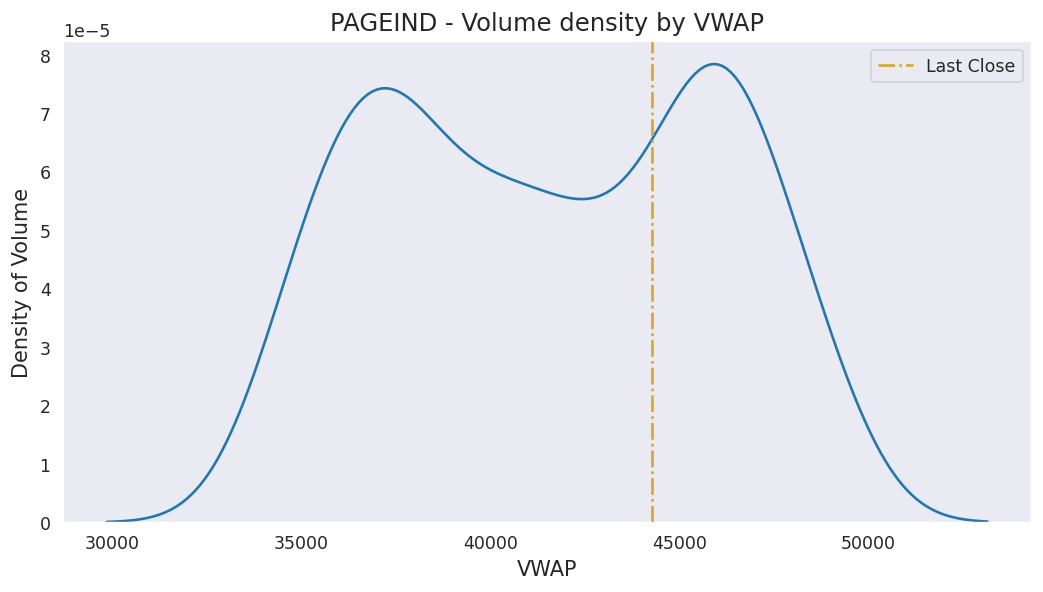 PAGEIND - Volume density by VWAP
1e−5
Last Close
8
7
6
5
4
3
2
1
0
Density of Volume
30000 35000 40000 45000 50000
VWAP